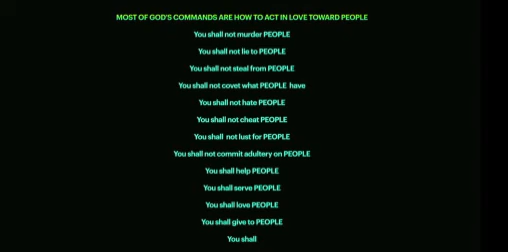 MOST OF GOD'S COMMANDS ARE HOW TO ACT IN LOVE TOWARD PEOPLE
You shall not murder PEOPLE
You shall not lie to PEOPLE
You shall not steal from PEOPLE
You shall not covet what PEOPLE have
You shall not hate PEOPLE
You shall not cheat PEOPLE
You shall not lust for PEOPLE
You shall not commit adultery on PEOPLE
You shall help PEOPLE
You shall serve PEOPLE
You shall love PEOPLE
You shall give to PEOPLE
You shall